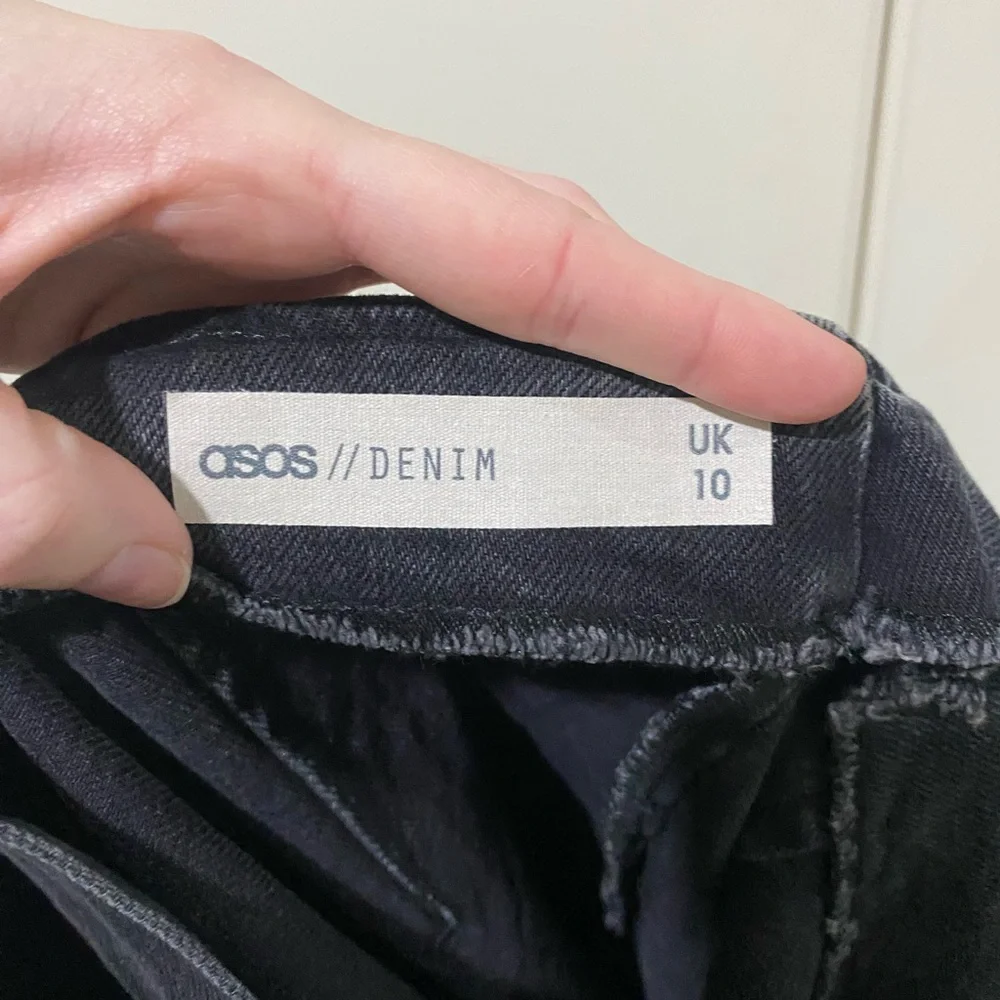 asos // DENIM
UK
10